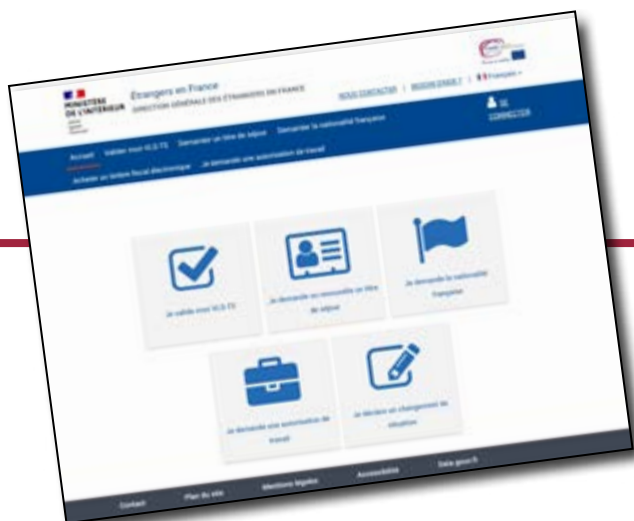 MINISTÈRE
DE L'INTÉRIEUR
Étrangers en France
DIRECTION GÉNÉRALE DES ÉTRANGERS EN FRANCE
NOUS CONTACTER | BESOIN D'AIDE ? | Français
SE
CONNECTER
Accueil Valider mon VLS-TS Demander un titre de séjour Demander la nationalité française
Acheter un timbre fiscal électronique Je demande une autorisation de travail
Je valide mon VLS-TS
Je demande ou renouvelle un titre
de séjour
Je demande la nationalité
française
Je demande une autorisation de
travail
Je déclare un changement de
situation
Contact Plan du site Mentions légales Accessibilité Data.gouv.fr